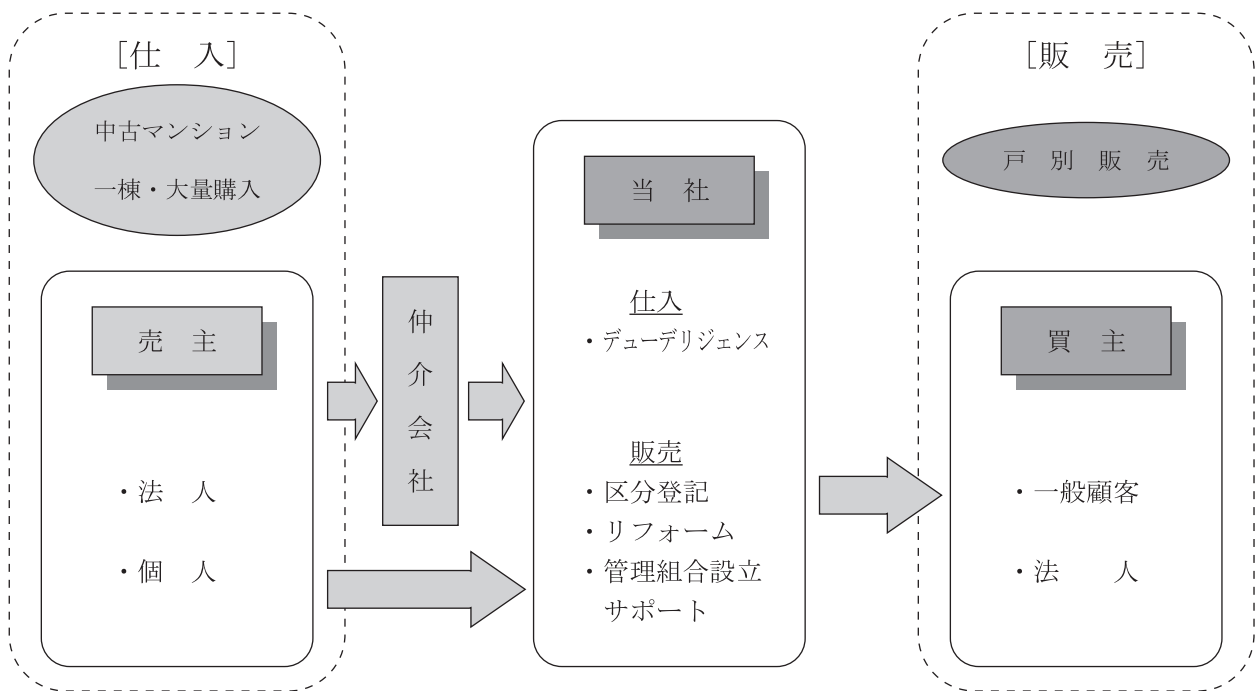 ［仕　入］
中古マンション
一棟・大量購入
売　主
・法　人
・個　人
仲介会社
当　社
仕入
・デューデリジェンス
販売
・区分登記
・リフォーム
・管理組合設立
サポート
［販　売］
戸　別　販　売
買　主
・一般顧客
・法　　人